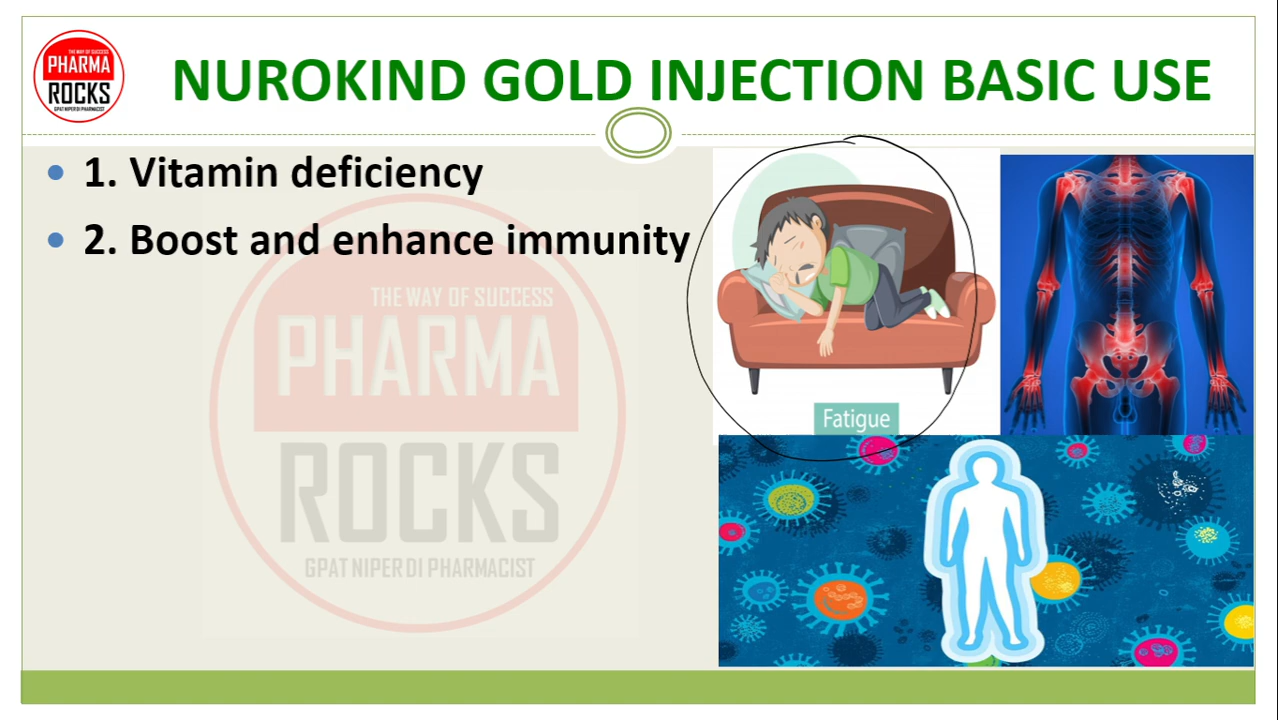 THE WAY OF SUCCESS
PHARMA
ROCKS
GPAT NIPER DI PHARMACIST
NUROKIND GOLD INJECTION BASIC USE
• 1. Vitamin deficiency
• 2. Boost and enhance immunity
THE WAY OF SUCCESS
PHARMA
ROCKS
GPAT NIPER DI PHARMACIST
Fatigue